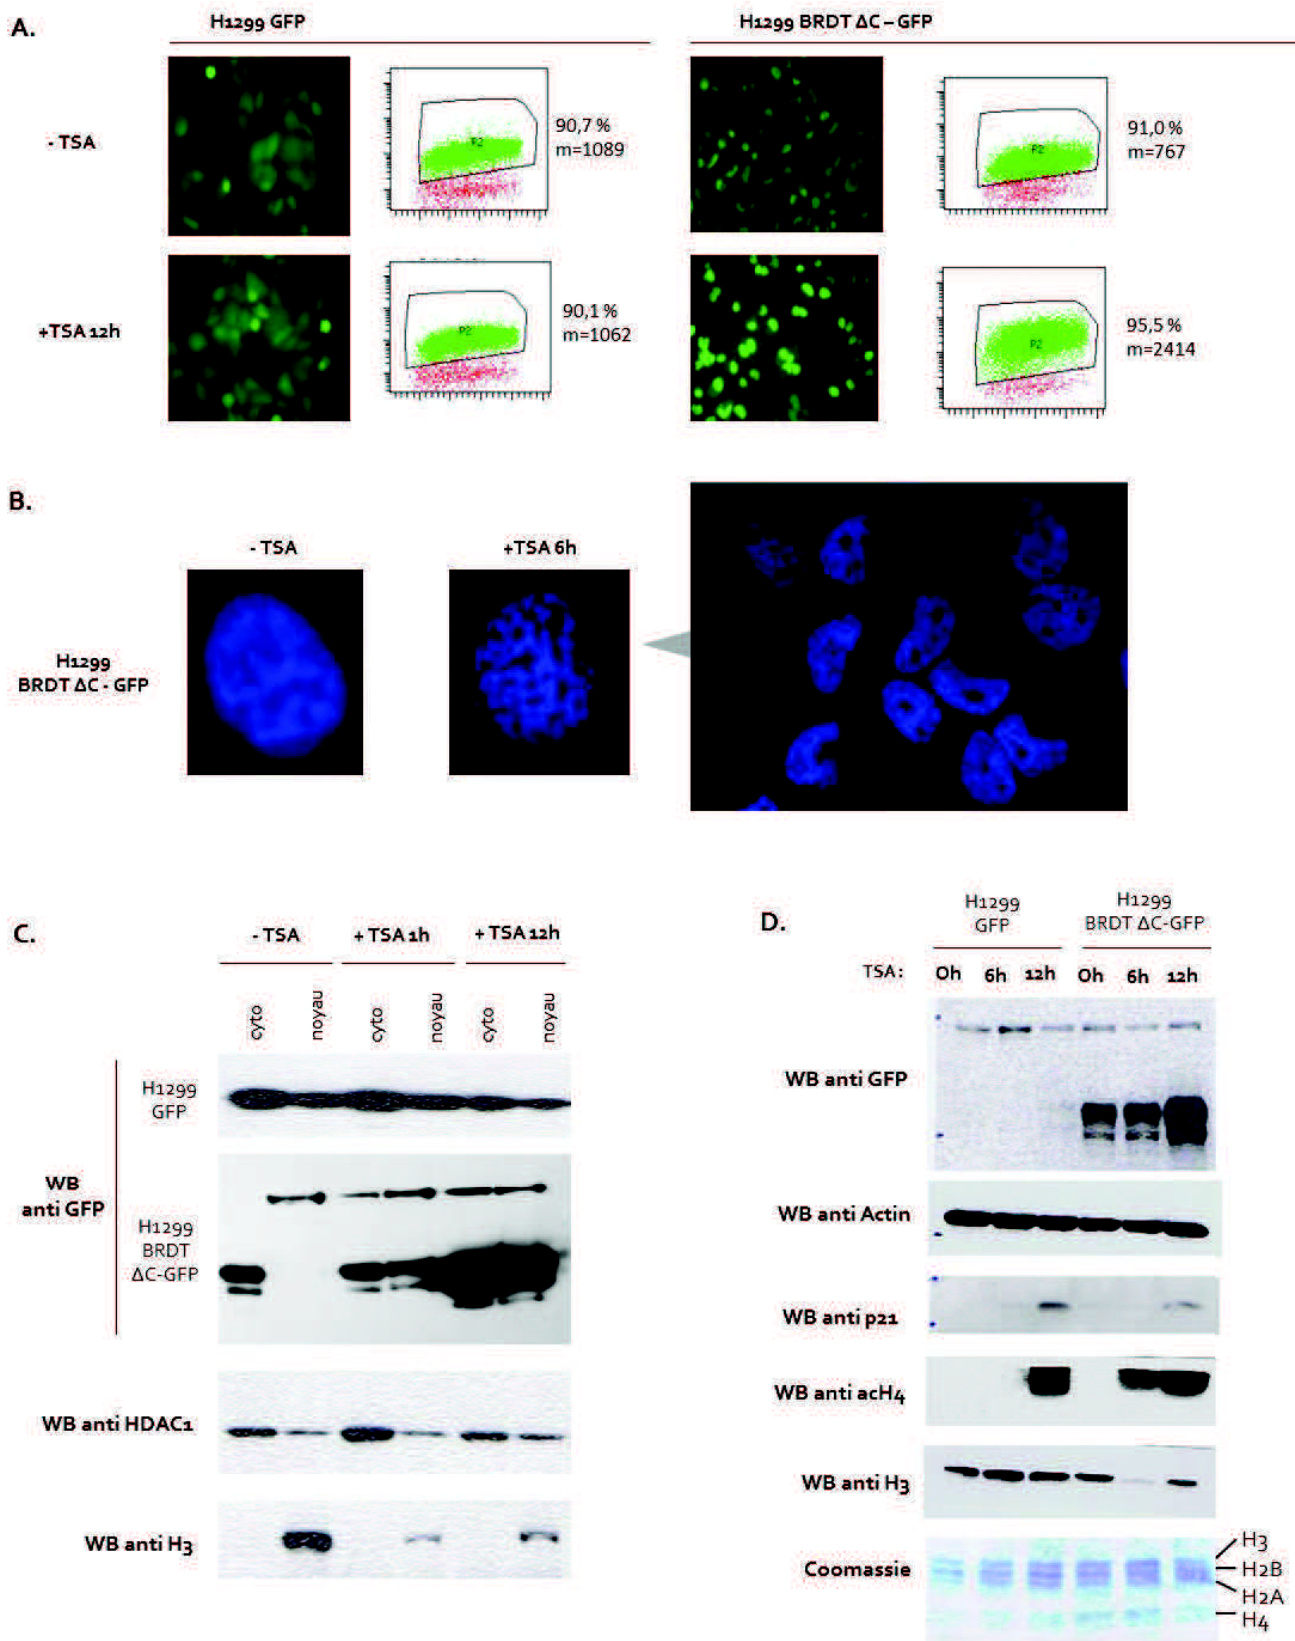 A.
H1299 GFP
H1299 BRDT ΔC – GFP
- TSA
P2
90,7 %
m=1089
P2
91,0 %
m=767
+TSA 12h
P2
90,1 %
m=1062
P2
95,5 %
m=2414
B.
- TSA
+TSA 6h
H1299
BRDT ΔC - GFP
C.
- TSA
+ TSA 1h
+ TSA 12h
cyto
noyau
cyto
noyau
cyto
noyau
WB
anti GFP
H1299
GFP
H1299
BRDT
ΔC-GFP
WB anti HDAC1
WB anti H3
D.
H1299
GFP
H1299
BRDT ΔC-GFP
TSA:
0h
6h
12h
0h
6h
12h
WB anti GFP
WB anti Actin
WB anti p21
WB anti acH4
WB anti H3
Coomassie
H3
H2B
H2A
H4